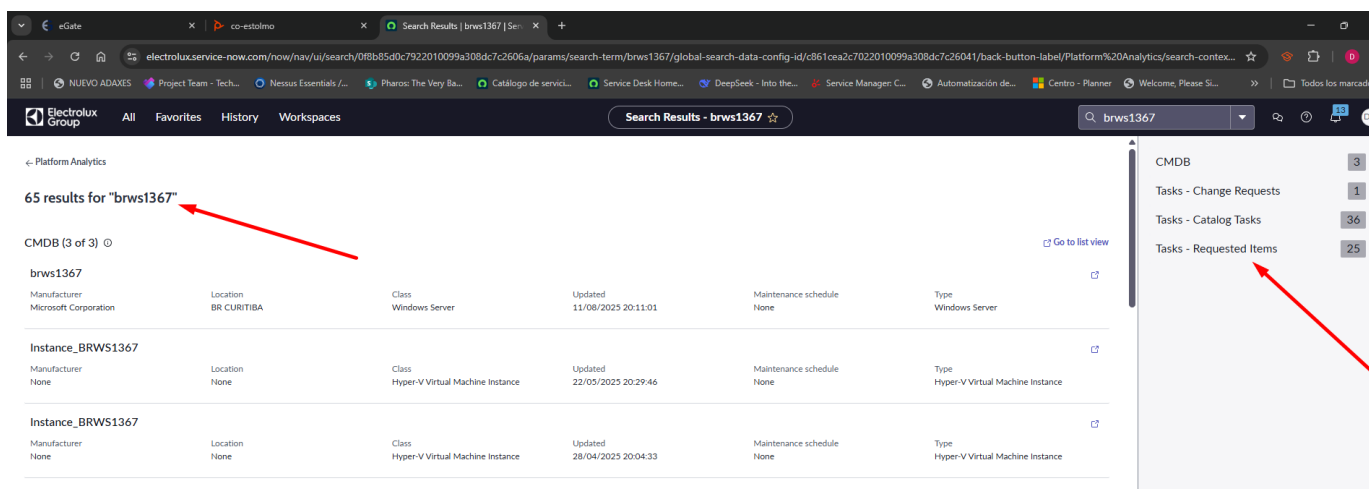 eGate
co-estolmo
Search Results | brws1367 | Serv
electrolux.service-now.com/now/nav/ui/search/0f8b85d0c7922010099a308dc7c2606a/params/search-term/brws1367/global-search-data-config-id/c861cea2c7022010099a308dc7c26041/back-button-label/Platform%20Analytics/search-contex...
NUEVO ADAXES
Project Team - Tech...
Nessus Essentials /...
Pharos: The Very Ba...
Catálogo de servici...
Service Desk Home...
DeepSeek - Into the...
Service Manager: C...
Automatización de...
Centro - Planner
Welcome, Please Si...
Todos los marcado
Electrolux
Group
All
Favorites
History
Workspaces
Search Results - brws1367
brws1367
13
Platform Analytics
65 results for "brws1367"
CMDB (3 of 3)
Go to list view
brws1367
Manufacturer Location Class Updated Maintenance schedule Type
Microsoft Corporation BR CURITIBA Windows Server 11/08/2025 20:11:01 None Windows Server
Instance_BRWS1367
Manufacturer Location Class Updated Maintenance schedule Type
None None Hyper-V Virtual Machine Instance 22/05/2025 20:29:46 None Hyper-V Virtual Machine Instance
Instance_BRWS1367
Manufacturer Location Class Updated Maintenance schedule Type
None None Hyper-V Virtual Machine Instance 28/04/2025 20:04:33 None Hyper-V Virtual Machine Instance
CMDB 3
Tasks - Change Requests 1
Tasks - Catalog Tasks 36
Tasks - Requested Items 25